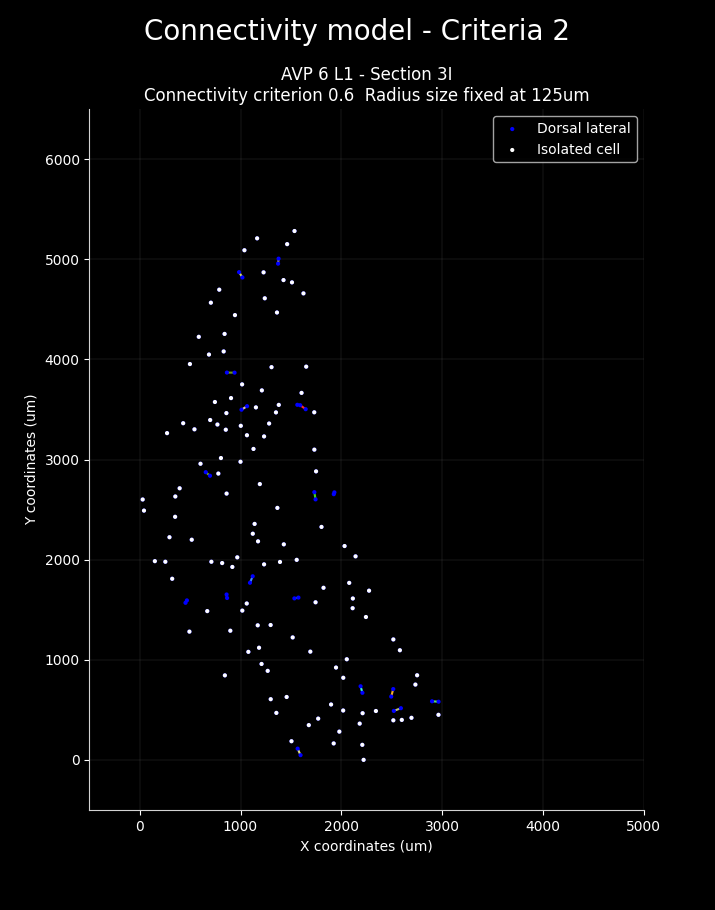 Connectivity model - Criteria 2
AVP 6 L1 - Section 3I
Connectivity criterion 0.6  Radius size fixed at 125um
Dorsal lateral
Isolated cell
6000
5000
4000
3000
2000
1000
0
Y coordinates (um)
0 1000 2000 3000 4000 5000
X coordinates (um)